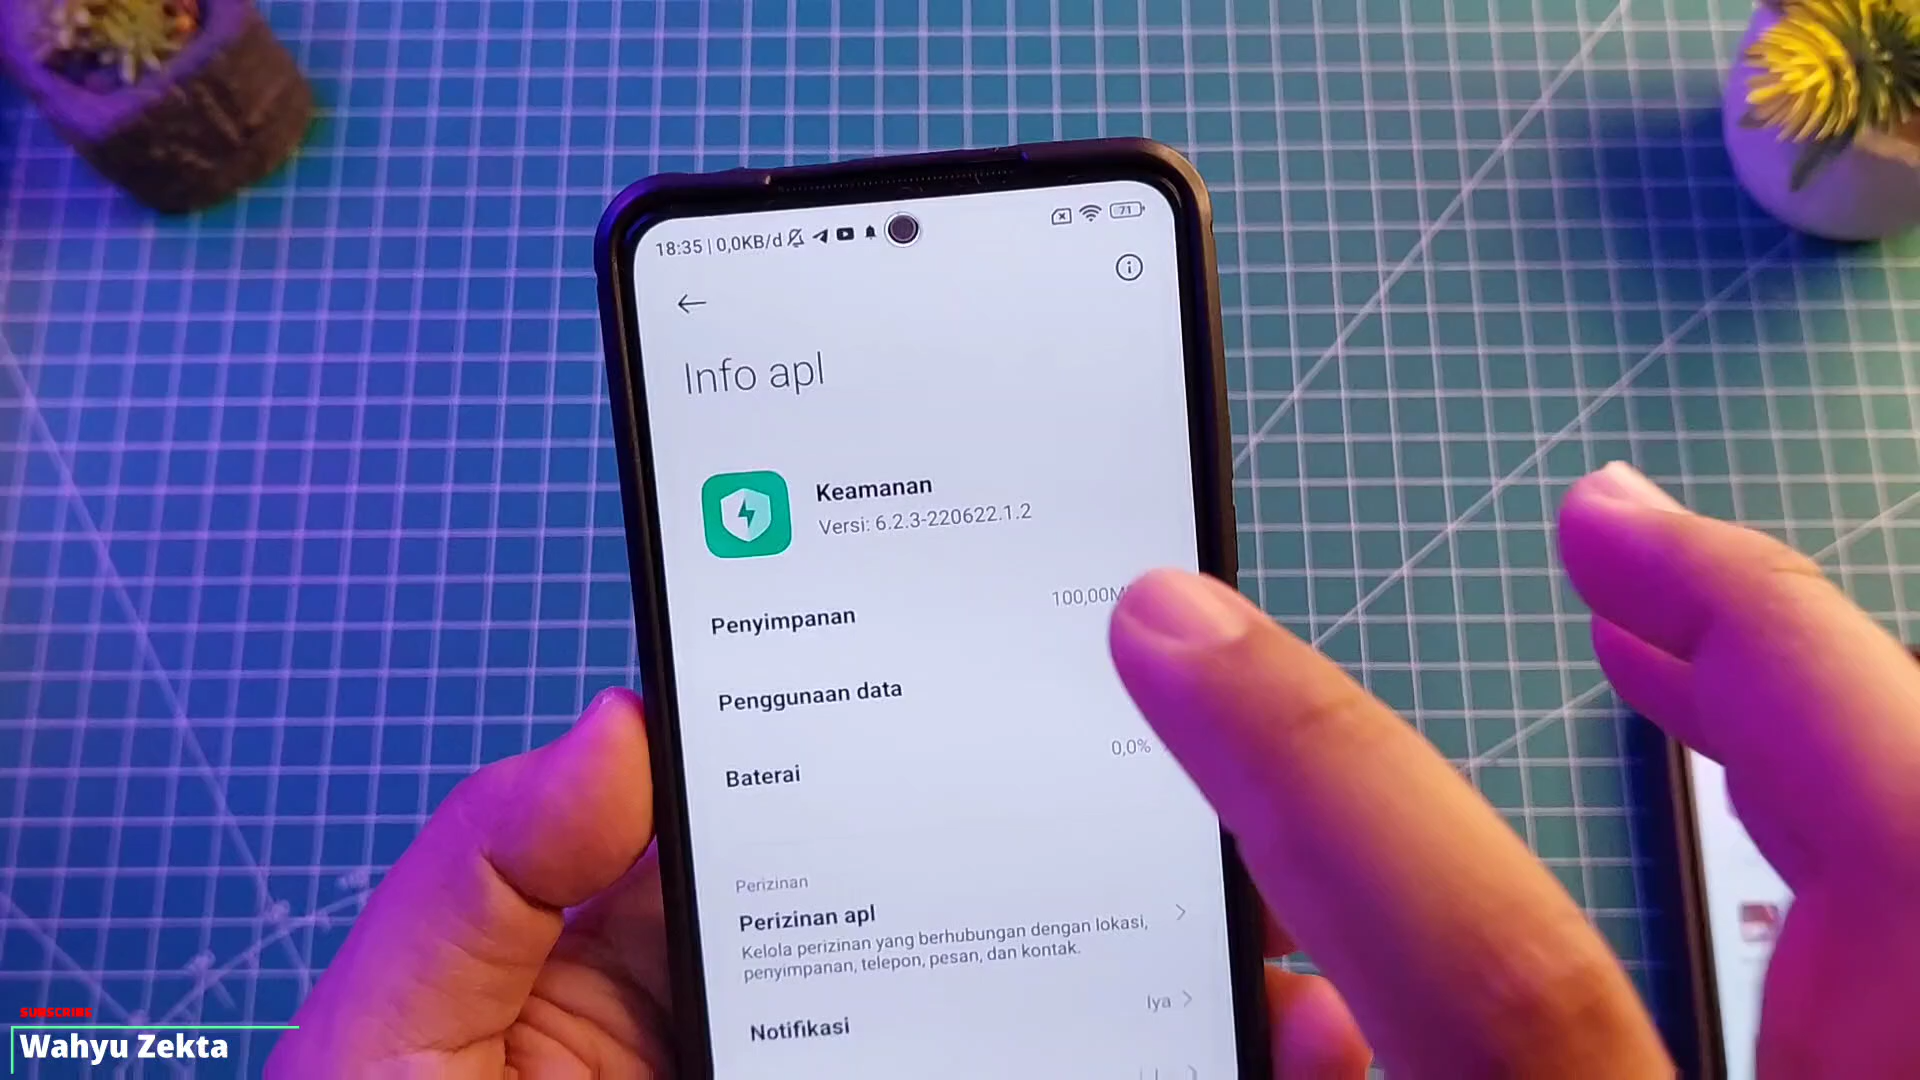 18:35 | 0,0KB/d
71
Info apl
Keamanan
Versi: 6.2.3-220622.1.2
Penyimpanan
100,00M
Penggunaan data
Baterai
0,0%
Perizinan
Perizinan apl
Kelola perizinan yang berhubungan dengan lokasi,
penyimpanan, telepon, pesan, dan kontak.
Notifikasi
Iya
SUBSCRIBE
Wahyu Zekta